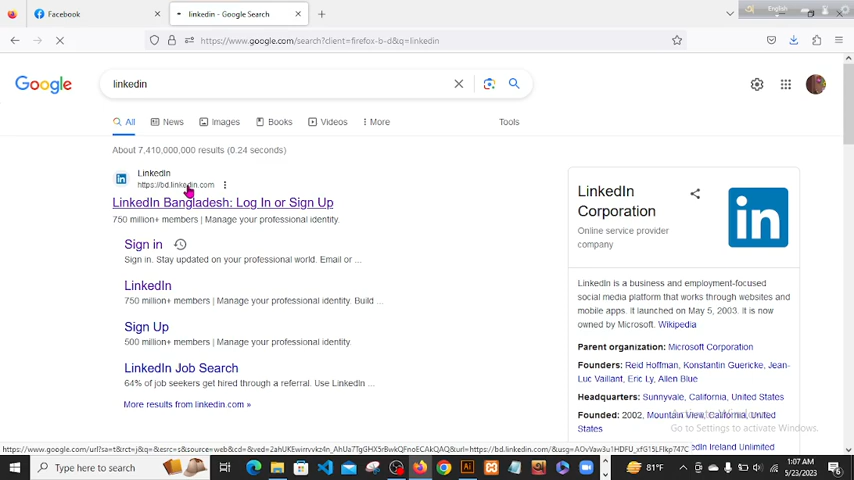 Facebook
linkedin - Google Search
English
https://www.google.com/search?client=firefox-b-d&q=linkedin
Google
linkedin
All
News
Images
Books
Videos
More
Tools
About 7,410,000,000 results (0.24 seconds)
LinkedIn
https://bd.linkedin.com
LinkedIn Bangladesh: Log In or Sign Up
750 million+ members | Manage your professional identity.
Sign in
Sign in. Stay updated on your professional world. Email or ...
LinkedIn
750 million+ members | Manage your professional identity. Build ...
Sign Up
500 million+ members | Manage your professional identity.
LinkedIn Job Search
64% of job seekers get hired through a referral. Use LinkedIn ...
More results from linkedin.com »
LinkedIn
Corporation
Online service provider
company
in
LinkedIn is a business and employment-focused
social media platform that works through websites and
mobile apps. It launched on May 5, 2003. It is now
owned by Microsoft. Wikipedia
Parent organization: Microsoft Corporation
Founders: Reid Hoffman, Konstantin Guericke, Jean-
Luc Vaillant, Eric Ly, Allen Blue
Headquarters: Sunnyvale, California, United States
Founded: 2002, Mountain View, California, United
States
Activate Windows
Go to Settings to activate Windows.
LinkedIn Ireland Unlimited
Type here to search
81°F
1:07 AM
5/23/2023